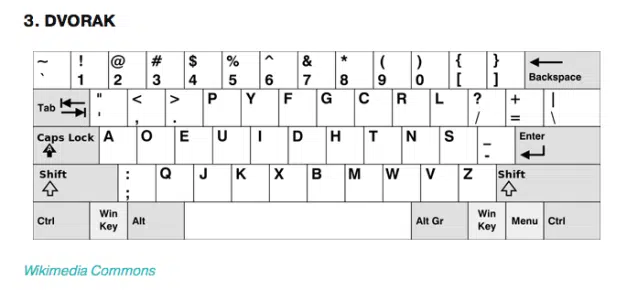 3. DVORAK
~ ! @ # $ % ^ & * ( ) { }
` 1 2 3 4 5 6 7 8 9 0 [ ] Backspace
Tab " < > P Y F G C R L ? + |
' , . / = \
Caps Lock A O E U I D H T N S _ Enter
-
Shift : Q J K X B M W V Z Shift
;
Ctrl Win Key Alt Alt Gr Win Key Menu Ctrl
Wikimedia Commons